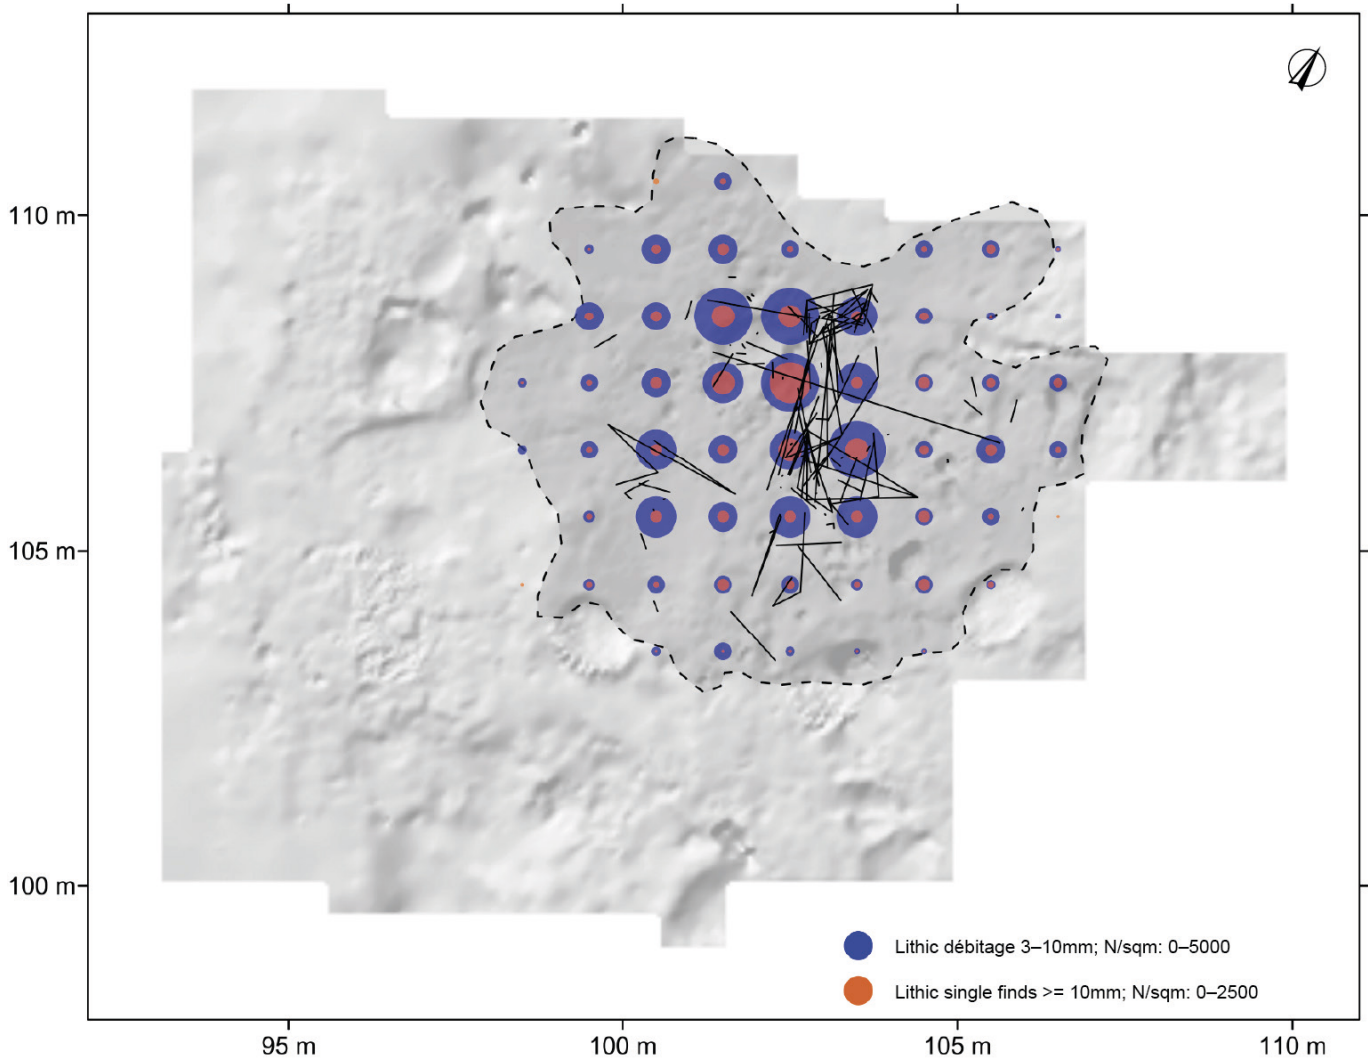 110 m
105 m
100 m
Lithic débitage 3–10mm; N/sqm: 0–5000
Lithic single finds >= 10mm; N/sqm: 0–2500
95 m
100 m
105 m
110 m